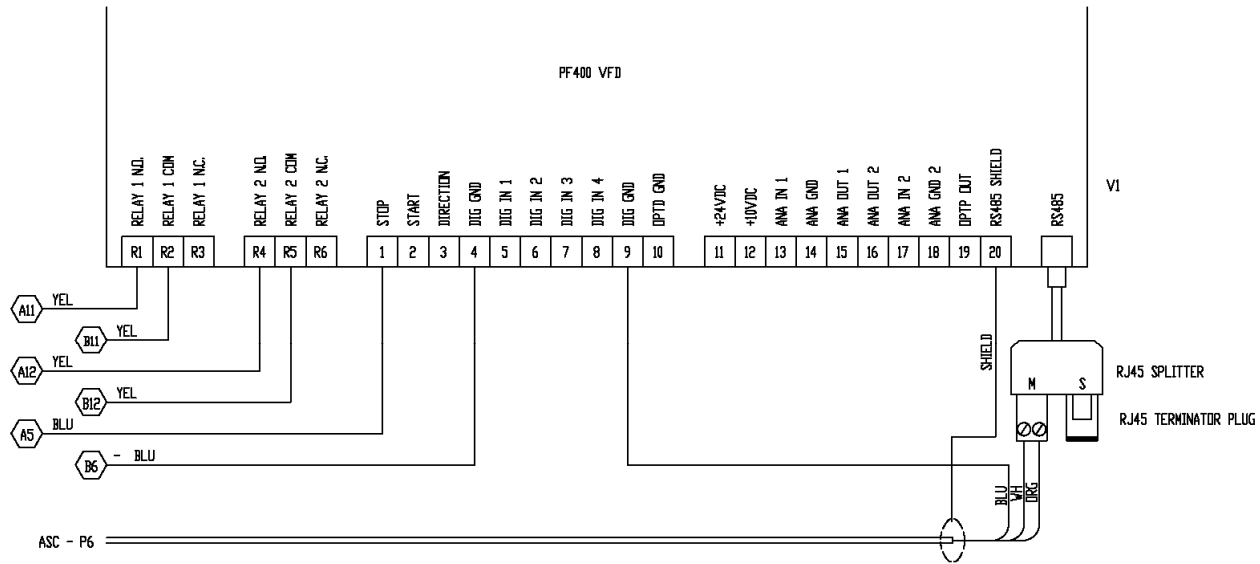 PF400 VFD
V1
RELAY 1 N.O.
RELAY 1 COM
RELAY 1 N.C.
RELAY 2 N.O.
RELAY 2 COM
RELAY 2 N.C.
STOP
START
DIRECTION
DIG GND
DIG IN 1
DIG IN 2
DIG IN 3
DIG IN 4
DIG GND
OPTO GND
+24VDC
+10VDC
ANA IN 1
ANA GND
ANA OUT 1
ANA OUT 2
ANA IN 2
ANA GND 2
OPTP OUT
RS485 SHIELD
RS485
R1 R2 R3 R4 R5 R6 1 2 3 4 5 6 7 8 9 10 11 12 13 14 15 16 17 18 19 20
A11 YEL
B11 YEL
A12 YEL
B12 YEL
A5 BLU
B6 - BLU
SHIELD
M S
RJ45 SPLITTER
RJ45 TERMINATOR PLUG
BLU
WH
ORG
ASC - P6